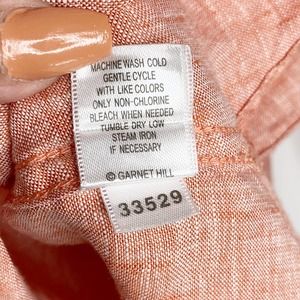 MACHINE WASH COLD
GENTLE CYCLE
WITH LIKE COLORS
ONLY NON-CHLORINE
BLEACH WHEN NEEDED
TUMBLE DRY LOW
STEAM IRON
IF NECESSARY
© GARNET HILL
33529